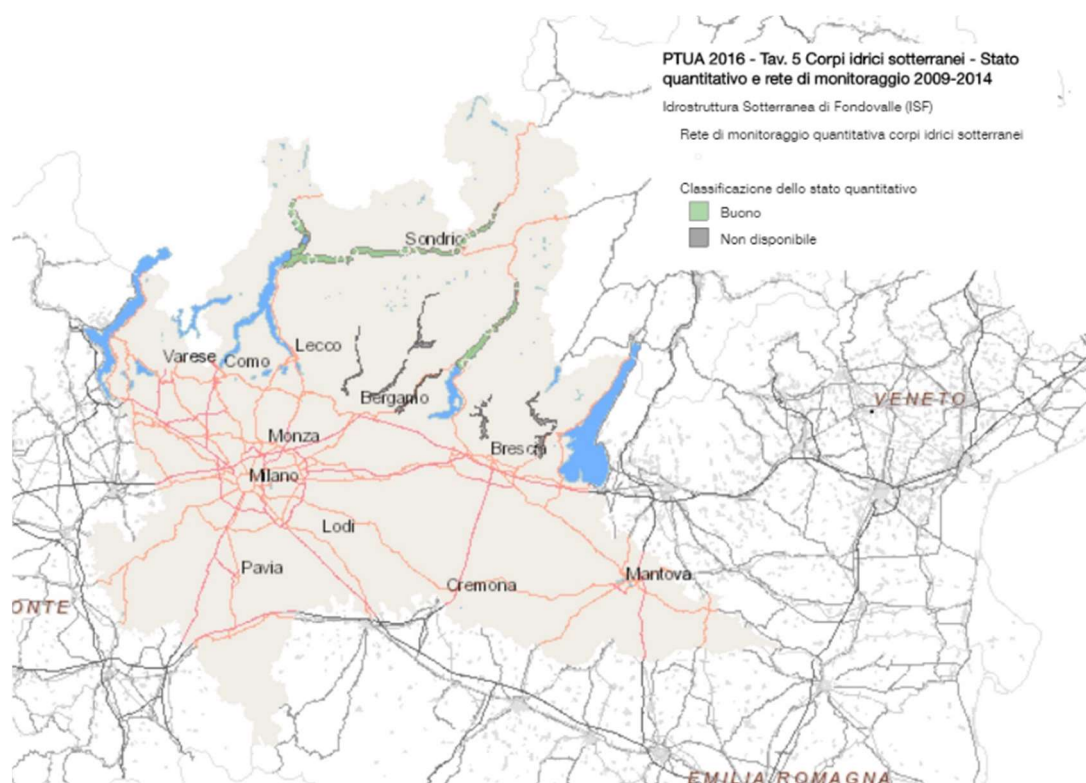 PTUA 2016 - Tav. 5 Corpi idrici sotterranei - Stato
quantitativo e rete di monitoraggio 2009-2014
Idrostruttura Sotterranea di Fondovalle (ISF)
Rete di monitoraggio quantitativa corpi idrici sotterranei
Classificazione dello stato quantitativo
Buono
Non disponibile
Sondrio
Lecco
Varese
Como
Bergamo
VENETO
Monza
Brescia
Milano
Lodi
Pavia
Cremona
Mantova
ONTE
EMILIA ROMAGNA